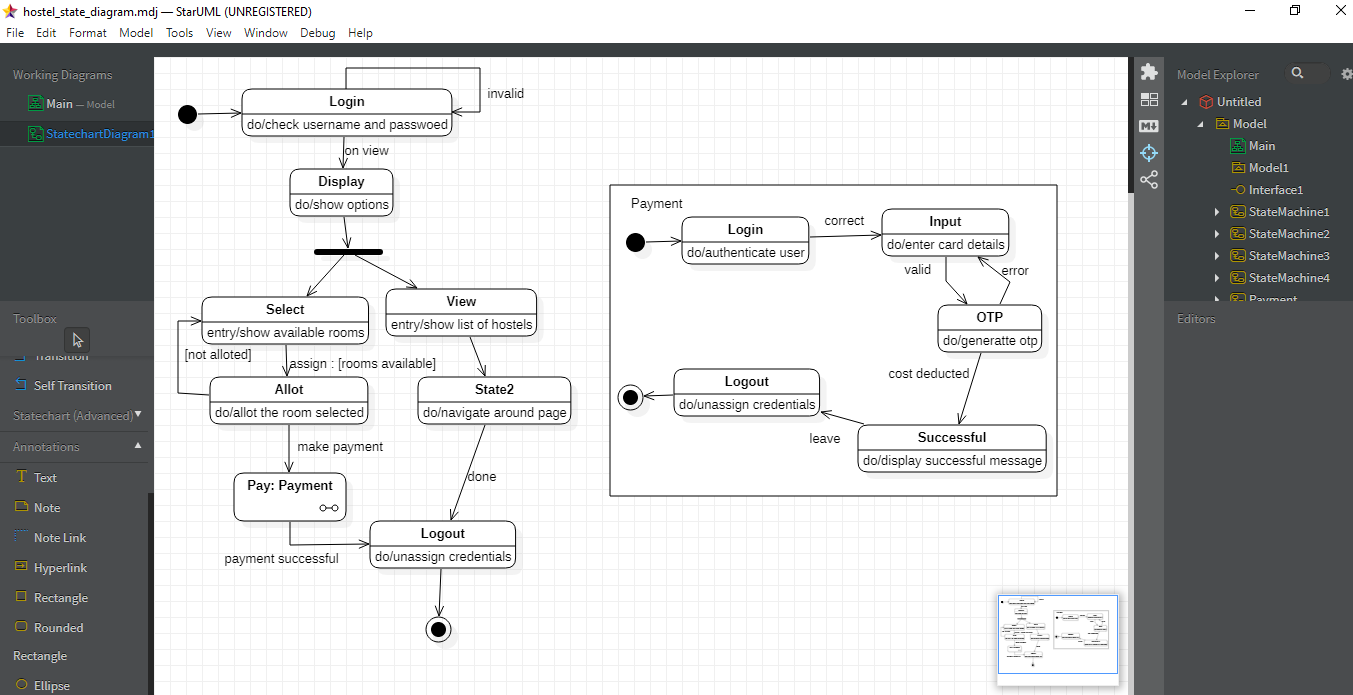 hostel_state_diagram.mdj — StarUML (UNREGISTERED)
File Edit Format Model Tools View Window Debug Help
Working Diagrams
Main — Model
StatechartDiagram1
Toolbox
Transition
Self Transition
Statechart (Advanced)
Annotations
Text
Note
Note Link
Hyperlink
Rectangle
Rounded
Rectangle
Ellipse
Login
do/check username and passwoed
invalid
on view
Display
do/show options
Select
entry/show available rooms
View
entry/show list of hostels
[not alloted]
assign : [rooms available]
Allot
do/allot the room selected
State2
do/navigate around page
make payment
Pay: Payment
done
payment successful
Logout
do/unassign credentials
Payment
Login
do/authenticate user
correct
Input
do/enter card details
valid
error
OTP
do/generatte otp
cost deducted
Logout
do/unassign credentials
leave
Successful
do/display successful message
M
Model Explorer
Untitled
Model
Main
Model1
Interface1
StateMachine1
StateMachine2
StateMachine3
StateMachine4
Payment
Editors